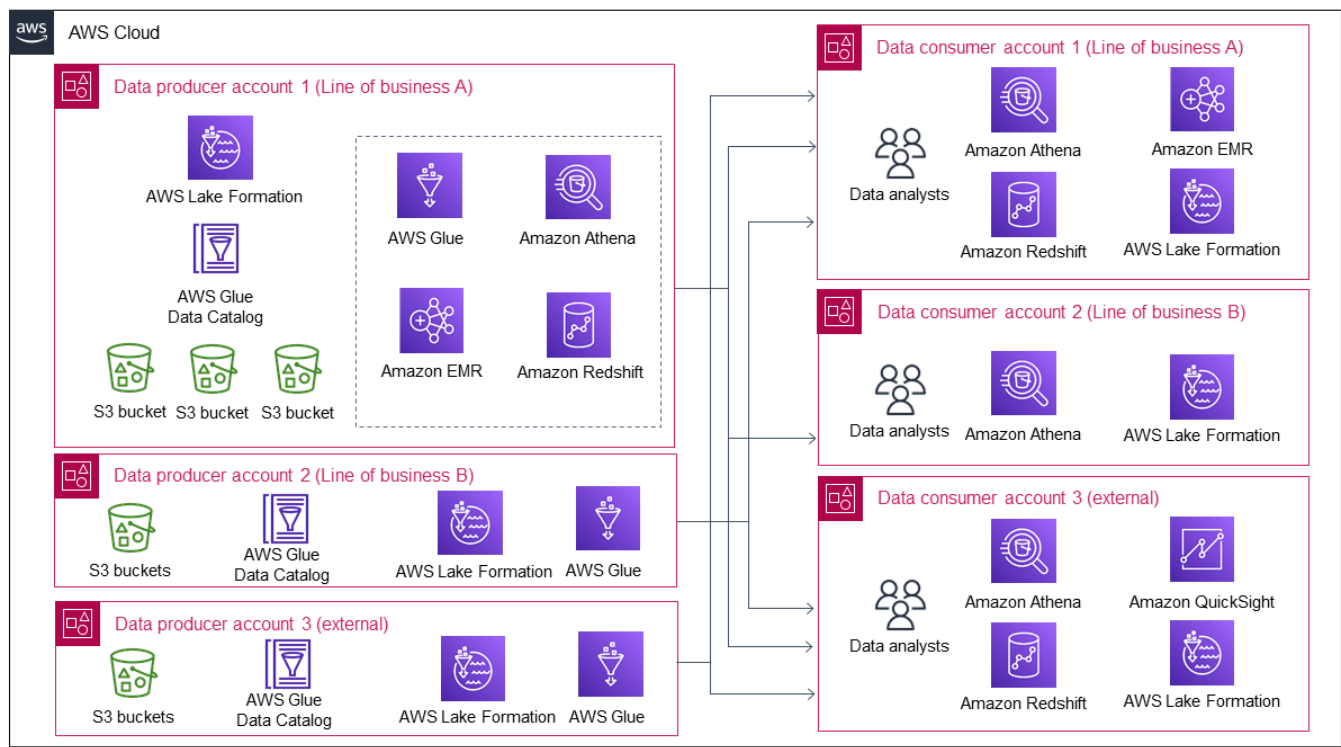 aws
AWS Cloud
Data producer account 1 (Line of business A)
AWS Lake Formation
AWS Glue
Data Catalog
S3 bucket
S3 bucket
S3 bucket
AWS Glue
Amazon Athena
Amazon EMR
Amazon Redshift
Data producer account 2 (Line of business B)
S3 buckets
AWS Glue
Data Catalog
AWS Lake Formation
AWS Glue
Data producer account 3 (external)
S3 buckets
AWS Glue
Data Catalog
AWS Lake Formation
AWS Glue
Data consumer account 1 (Line of business A)
Data analysts
Amazon Athena
Amazon EMR
Amazon Redshift
AWS Lake Formation
Data consumer account 2 (Line of business B)
Data analysts
Amazon Athena
AWS Lake Formation
Data consumer account 3 (external)
Data analysts
Amazon Athena
Amazon QuickSight
Amazon Redshift
AWS Lake Formation